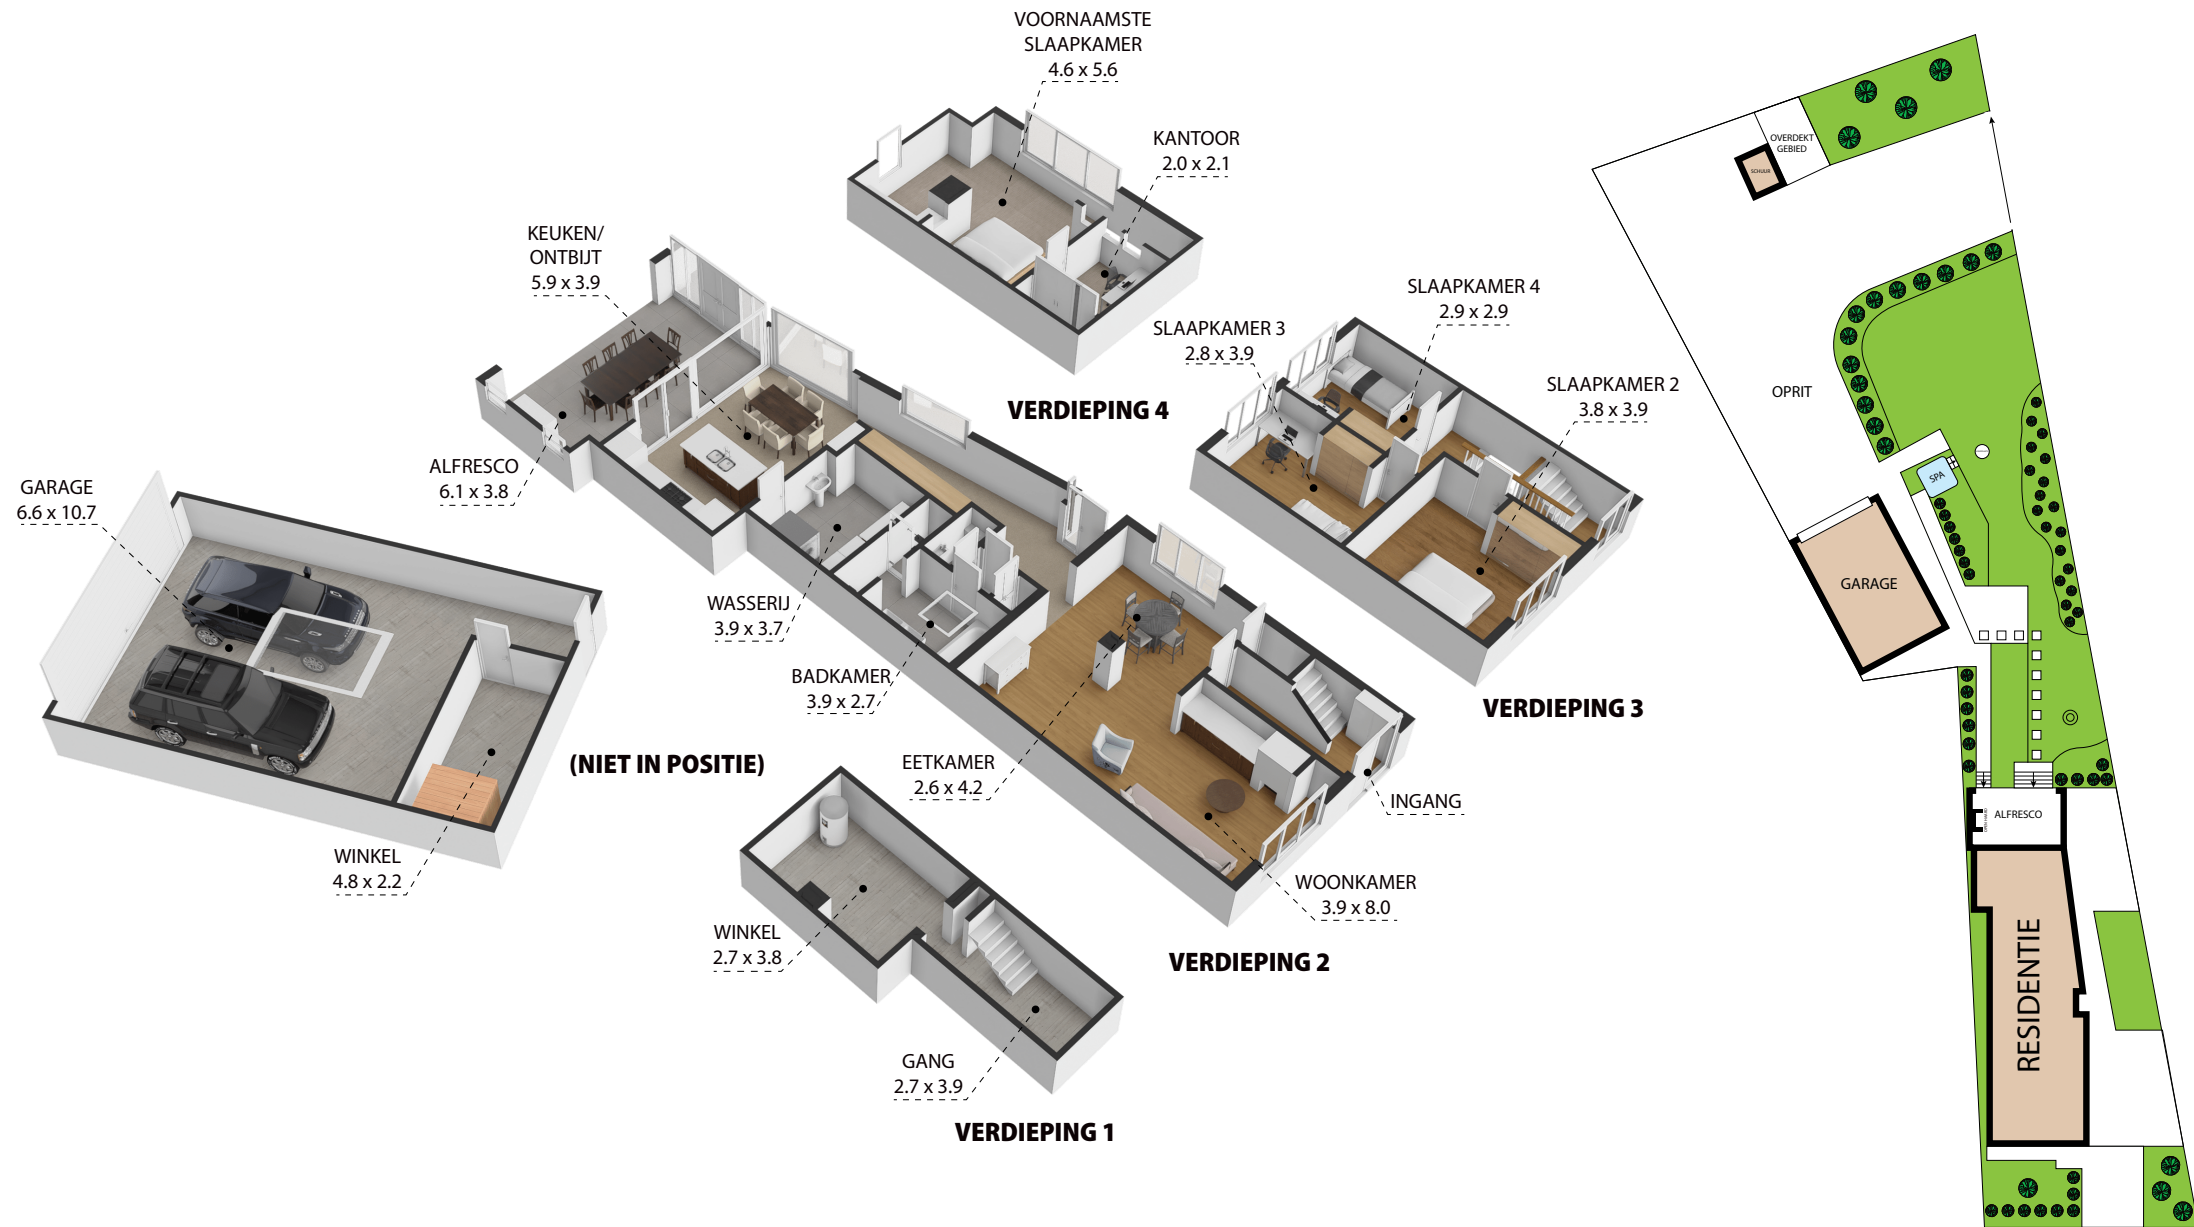 VOORNAAMSTE
SLAAPKAMER
4.6 x 5.6
KANTOOR
2.0 x 2.1
VERDIEPING 4
KEUKEN/
ONTBIJT
5.9 x 3.9
ALFRESCO
6.1 x 3.8
GARAGE
6.6 x 10.7
WINKEL
4.8 x 2.2
(NIET IN POSITIE)
WASSERIJ
3.9 x 3.7
BADKAMER
3.9 x 2.7
EETKAMER
2.6 x 4.2
INGANG
WOONKAMER
3.9 x 8.0
VERDIEPING 2
SLAAPKAMER 3
2.8 x 3.9
SLAAPKAMER 4
2.9 x 2.9
SLAAPKAMER 2
3.8 x 3.9
VERDIEPING 3
WINKEL
2.7 x 3.8
GANG
2.7 x 3.9
VERDIEPING 1
OVERDEKT
GEBIED
SCHUUR
OPRIT
SPA
GARAGE
ALFRESCO
RESIDENTIE